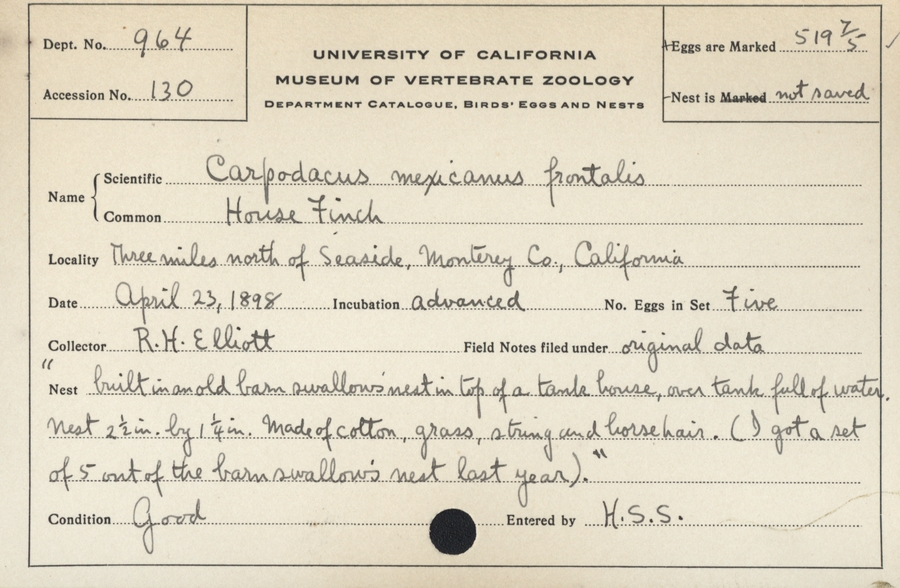 Dept. No. 964
Accession No. 130
UNIVERSITY OF CALIFORNIA
MUSEUM OF VERTEBRATE ZOOLOGY
DEPARTMENT CATALOGUE, BIRDS' EGGS AND NESTS
Eggs are Marked 519 7/5 ✓
Nest is Marked not saved
Name { Scientific Carpodacus mexicanus frontalis
Common House Finch
Locality Three miles north of Seaside, Monterey Co., California
Date April 23, 1898 Incubation advanced No. Eggs in Set Five
Collector R.H. Elliott Field Notes filed under original data
"Nest built in an old barn swallows' nest in top of a tank house, over tank full of water.
Nest 2½ in. by 1¼ in. Made of cotton, grass, string and horsehair. (I got a set
of 5 out of the barn swallow's nest last year)."
Condition Good Entered by H.S.S.